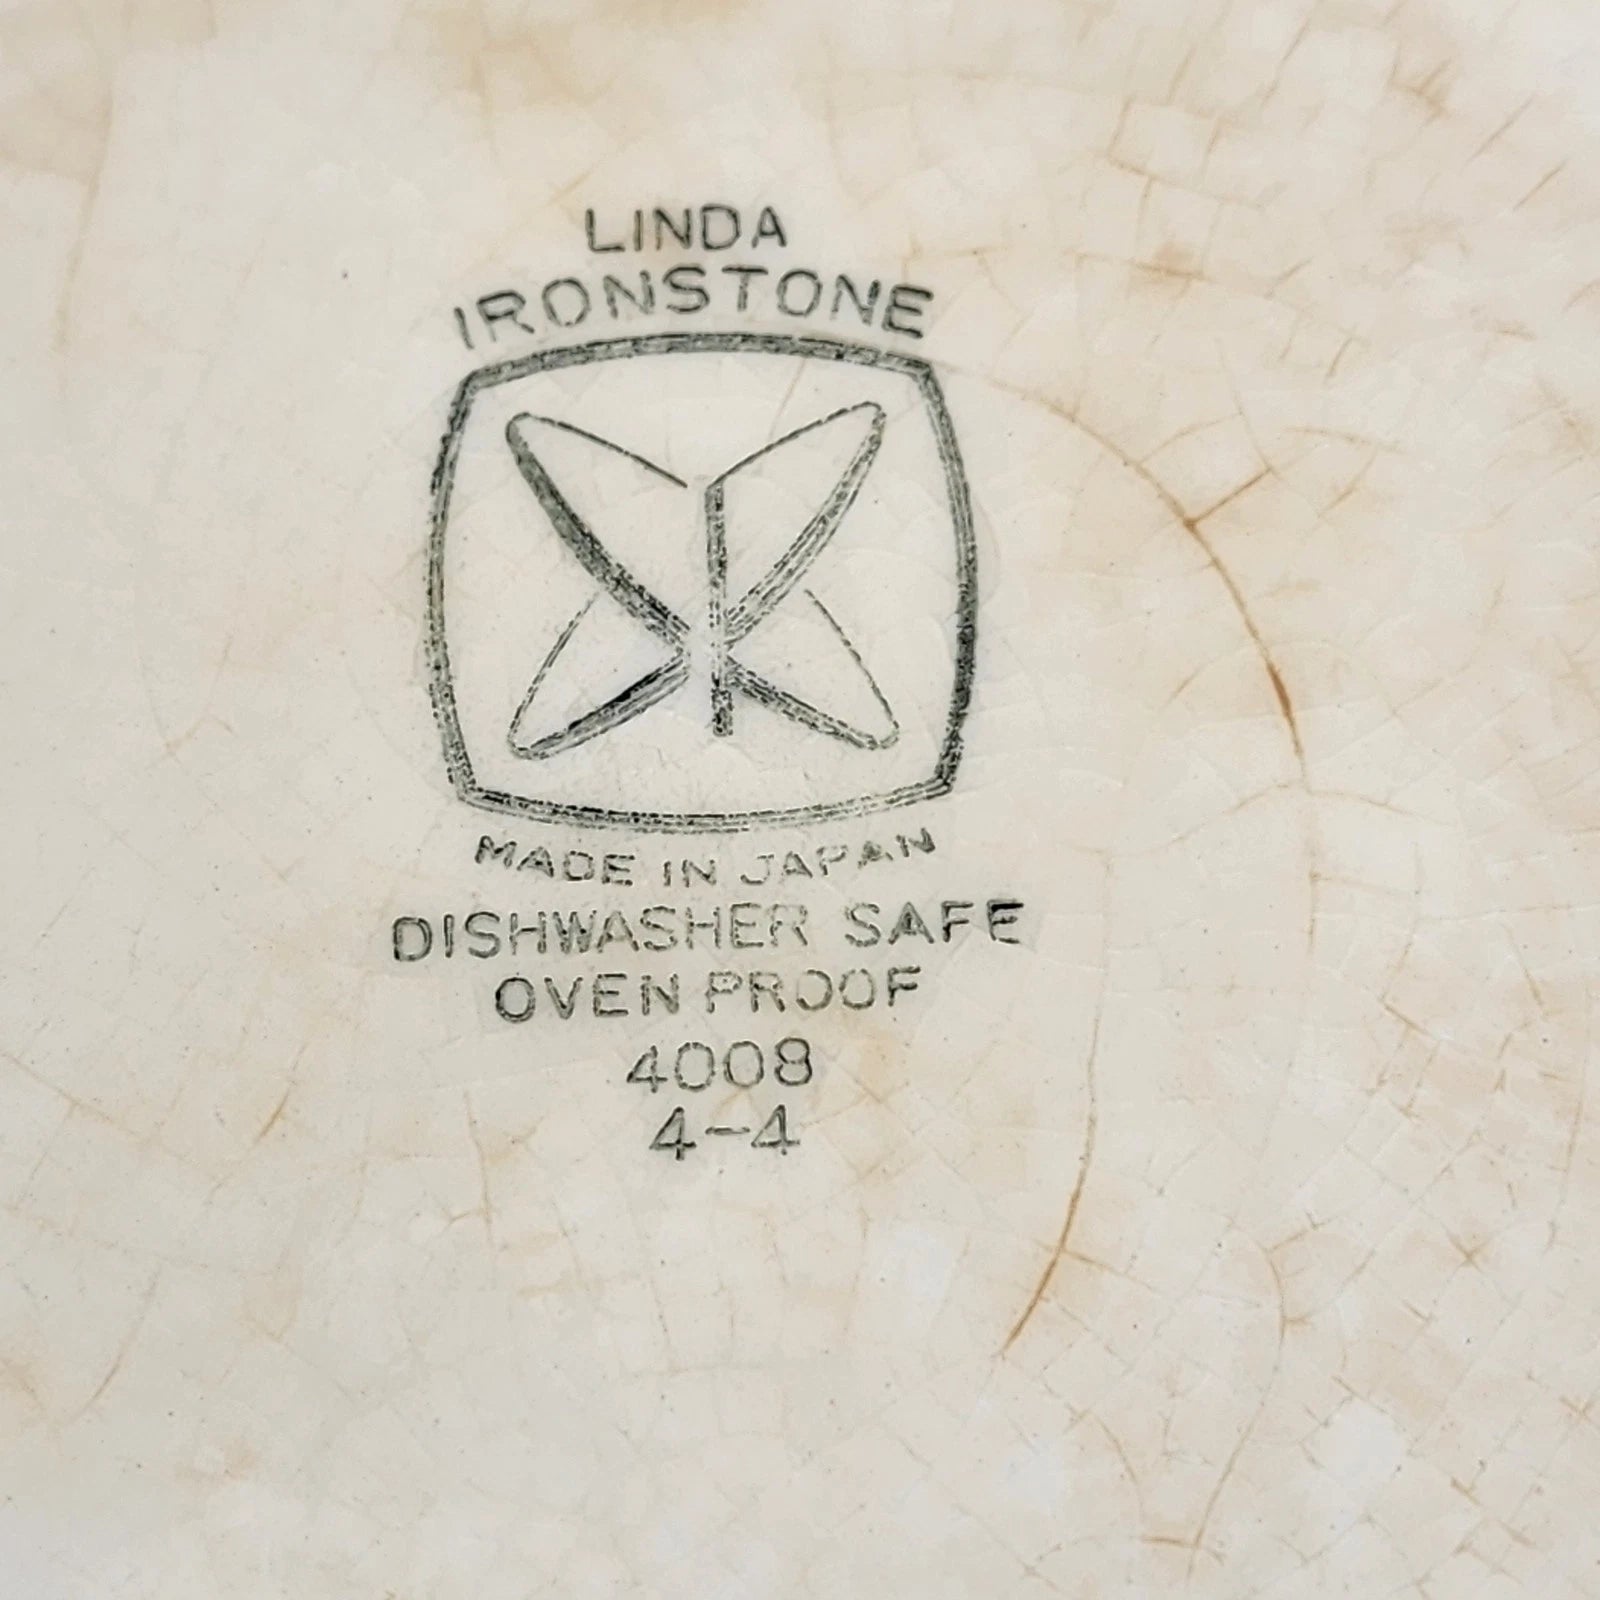 LINDA
IRONSTONE
MADE IN JAPAN
DISHWASHER SAFE
OVEN PROOF
4008
4-4